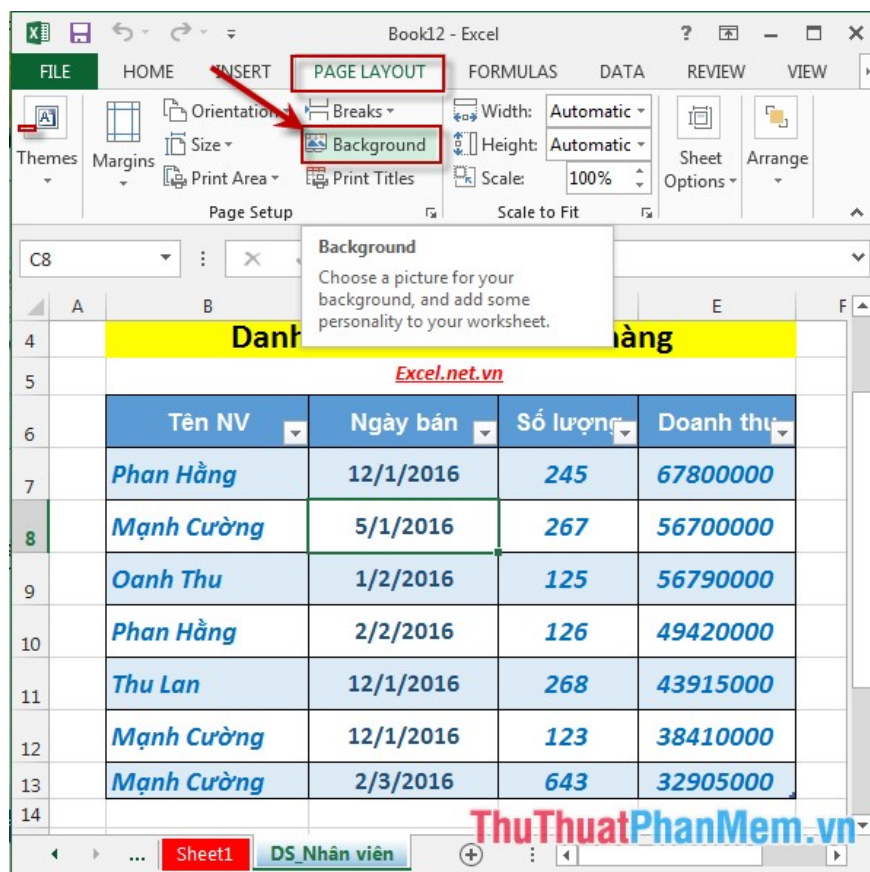 Book12 - Excel
FILE HOME INSERT PAGE LAYOUT FORMULAS DATA REVIEW VIEW
Themes
Margins
Orientation
Size
Print Area
Breaks
Background
Print Titles
Width: Automatic
Height: Automatic
Scale: 100%
Sheet Options
Arrange
Page Setup
Scale to Fit
C8
Background
Choose a picture for your
background, and add some
personality to your worksheet.
A B E F
4 Danh àng
5 Excel.net.vn
6 Tên NV Ngày bán Số lượng Doanh thu
7 Phan Hằng 12/1/2016 245 67800000
8 Mạnh Cường 5/1/2016 267 56700000
9 Oanh Thu 1/2/2016 125 56790000
10 Phan Hằng 2/2/2016 126 49420000
11 Thu Lan 12/1/2016 268 43915000
12 Mạnh Cường 12/1/2016 123 38410000
13 Mạnh Cường 2/3/2016 643 32905000
14
ThuThuatPhanMem.vn
... Sheet1 DS_Nhân viên